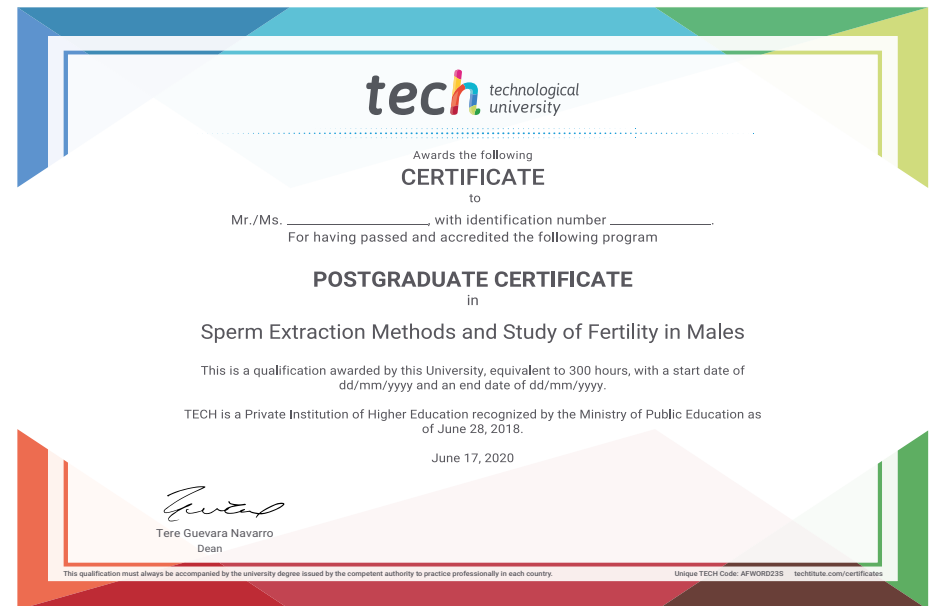 tech technological
university
Awards the following
CERTIFICATE
to
Mr./Ms. ____________________, with identification number ______________.
For having passed and accredited the following program
POSTGRADUATE CERTIFICATE
in
Sperm Extraction Methods and Study of Fertility in Males
This is a qualification awarded by this University, equivalent to 300 hours, with a start date of
dd/mm/yyyy and an end date of dd/mm/yyyy.
TECH is a Private Institution of Higher Education recognized by the Ministry of Public Education as
of June 28, 2018.
June 17, 2020
Tere Guevara Navarro
Dean
This qualification must always be accompanied by the university degree issued by the competent authority to practice professionally in each country. Unique TECH Code: AFWORD23S techtitute.com/certificates